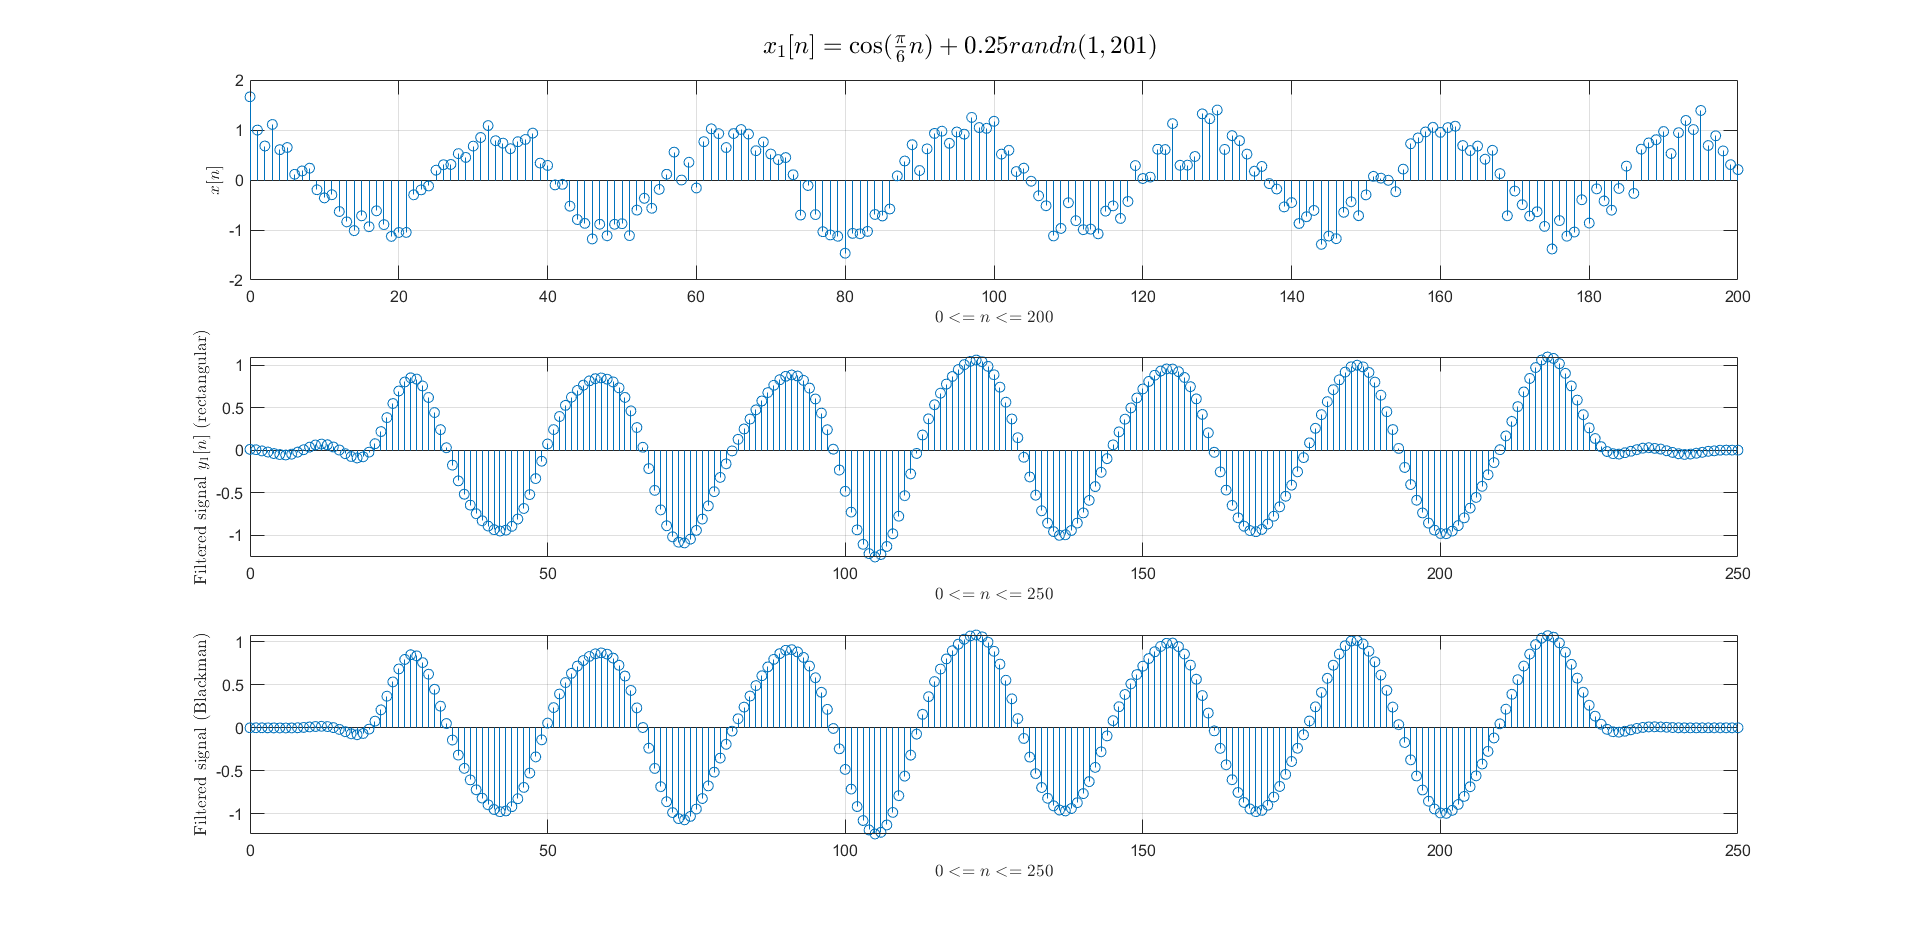 x₁[n] = cos(π/6 n) + 0.25randn(1, 201)
x[n]
2
1
0
-1
-2
0 20 40 60 80 100 120 140 160 180 200
0 <= n <= 200
Filtered signal y₁[n] (rectangular)
1
0.5
0
-0.5
-1
0 50 100 150 200 250
0 <= n <= 250
Filtered signal (Blackman)
1
0.5
0
-0.5
-1
0 50 100 150 200 250
0 <= n <= 250